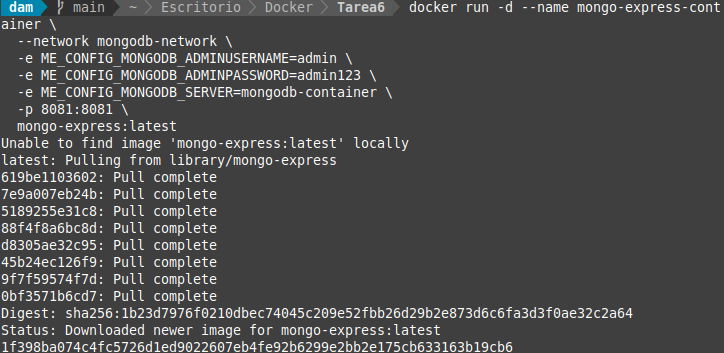 dam  main  ~  Escritorio  Docker  Tarea6  docker run -d --name mongo-express-cont
ainer \
  --network mongodb-network \
  -e ME_CONFIG_MONGODB_ADMINUSERNAME=admin \
  -e ME_CONFIG_MONGODB_ADMINPASSWORD=admin123 \
  -e ME_CONFIG_MONGODB_SERVER=mongodb-container \
  -p 8081:8081 \
  mongo-express:latest
Unable to find image 'mongo-express:latest' locally
latest: Pulling from library/mongo-express
619be1103602: Pull complete
7e9a007eb24b: Pull complete
5189255e31c8: Pull complete
88f4f8a6bc8d: Pull complete
d8305ae32c95: Pull complete
45b24ec126f9: Pull complete
9f7f59574f7d: Pull complete
0bf3571b6cd7: Pull complete
Digest: sha256:1b23d7976f0210dbec74045c209e52fbb26d29b2e873d6c6fa3d3f0ae32c2a64
Status: Downloaded newer image for mongo-express:latest
1f398ba074c4fc5726d1ed9022607eb4fe92b6299e2bb2e175cb633163b19cb6